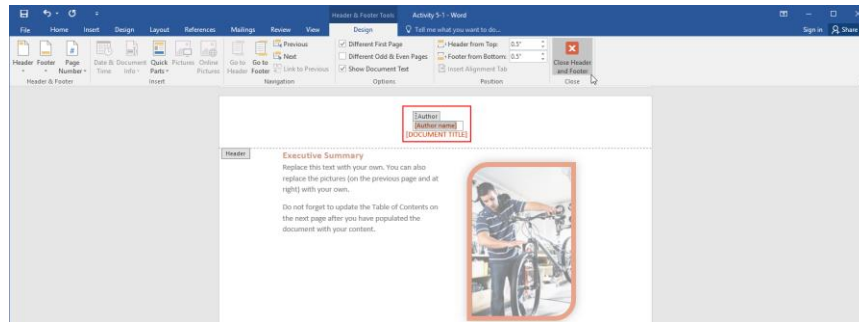 Header & Footer Tools Activity 5-1 - Word
File Home Insert Design Layout References Mailings Review View Design Tell me what you want to do... Sign in Share
Header Footer Page Number Date & Time Document Info Quick Parts Pictures Online Pictures Go to Header Go to Footer Previous Next Link to Previous Different First Page Different Odd & Even Pages Show Document Text Header from Top: 0.5" Footer from Bottom: 0.5" Insert Alignment Tab Close Header and Footer
Header & Footer Insert Navigation Options Position Close
[Author
[Author name]
[DOCUMENT TITLE]
Header
Executive Summary
Replace this text with your own. You can also
replace the pictures (on the previous page and at
right) with your own.
Do not forget to update the Table of Contents on
the next page after you have populated the
document with your content.